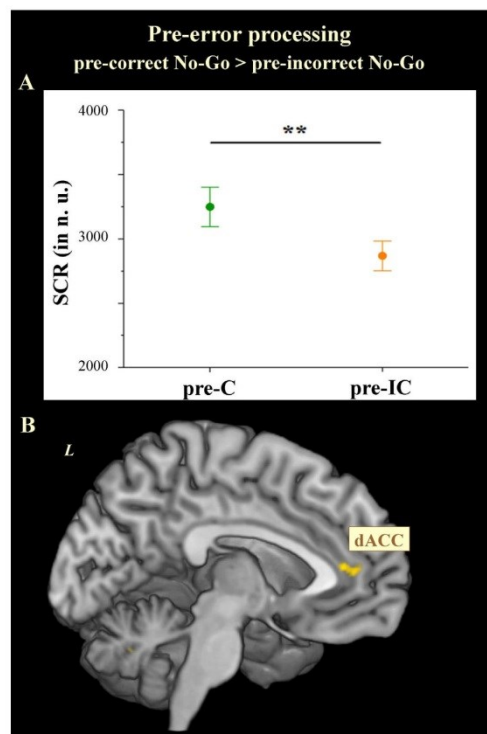 Pre-error processing
pre-correct No-Go > pre-incorrect No-Go
A
4000
**
SCR (in n. u.)
3000
2000
pre-C
pre-IC
B
L
dACC